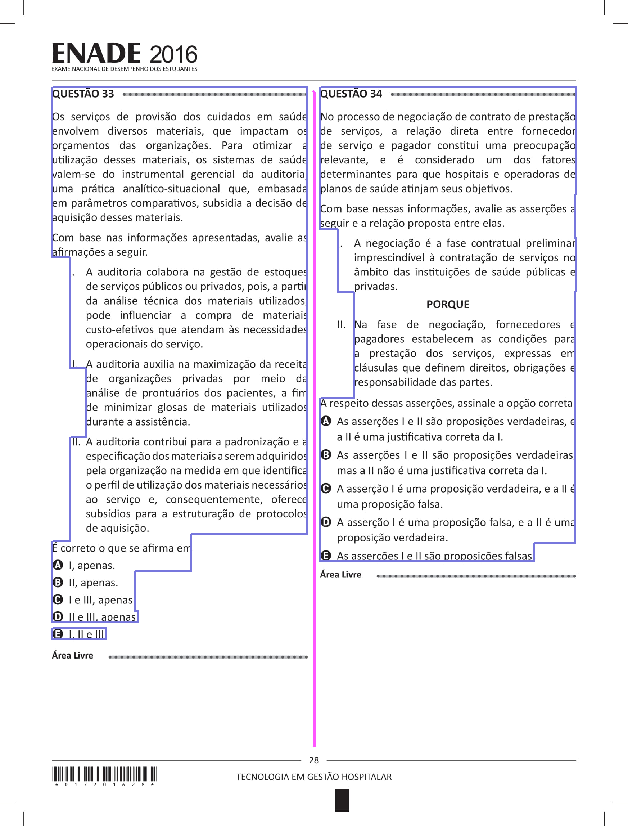 ENADE 2016
EXAME NACIONAL DE DESEMPENHO DOS ESTUDANTES
QUESTÃO 33
Os serviços de provisão dos cuidados em saúde
envolvem diversos materiais, que impactam os
orçamentos das organizações. Para otimizar a
utilização desses materiais, os sistemas de saúde
valem-se do instrumental gerencial da auditoria,
uma prática analítico-situacional que, embasada
em parâmetros comparativos, subsidia a decisão de
aquisição desses materiais.
Com base nas informações apresentadas, avalie as
afirmações a seguir.
I. A auditoria colabora na gestão de estoques
de serviços públicos ou privados, pois, a partir
da análise técnica dos materiais utilizados,
pode influenciar a compra de materiais
custo-efetivos que atendam às necessidades
operacionais do serviço.
II. A auditoria auxilia na maximização da receita
de organizações privadas por meio da
análise de prontuários dos pacientes, a fim
de minimizar glosas de materiais utilizados
durante a assistência.
III. A auditoria contribui para a padronização e a
especificação dos materiais a serem adquiridos
pela organização na medida em que identifica
o perfil de utilização dos materiais necessários
ao serviço e, consequentemente, oferece
subsídios para a estruturação de protocolos
de aquisição.
É correto o que se afirma em
A I, apenas.
B II, apenas.
C I e III, apenas.
D II e III, apenas.
E I, II e III.
Área Livre
QUESTÃO 34
No processo de negociação de contrato de prestação
de serviços, a relação direta entre fornecedor
de serviço e pagador constitui uma preocupação
relevante, e é considerado um dos fatores
determinantes para que hospitais e operadoras de
planos de saúde atinjam seus objetivos.
Com base nessas informações, avalie as asserções a
seguir e a relação proposta entre elas.
I. A negociação é a fase contratual preliminar
imprescindível à contratação de serviços no
âmbito das instituições de saúde públicas e
privadas.
PORQUE
II. Na fase de negociação, fornecedores e
pagadores estabelecem as condições para
a prestação dos serviços, expressas em
cláusulas que definem direitos, obrigações e
responsabilidade das partes.
A respeito dessas asserções, assinale a opção correta.
A As asserções I e II são proposições verdadeiras, e
a II é uma justificativa correta da I.
B As asserções I e II são proposições verdadeiras,
mas a II não é uma justificativa correta da I.
C A asserção I é uma proposição verdadeira, e a II é
uma proposição falsa.
D A asserção I é uma proposição falsa, e a II é uma
proposição verdadeira.
E As asserções I e II são proposições falsas.
Área Livre
28
TECNOLOGIA EM GESTÃO HOSPITALAR